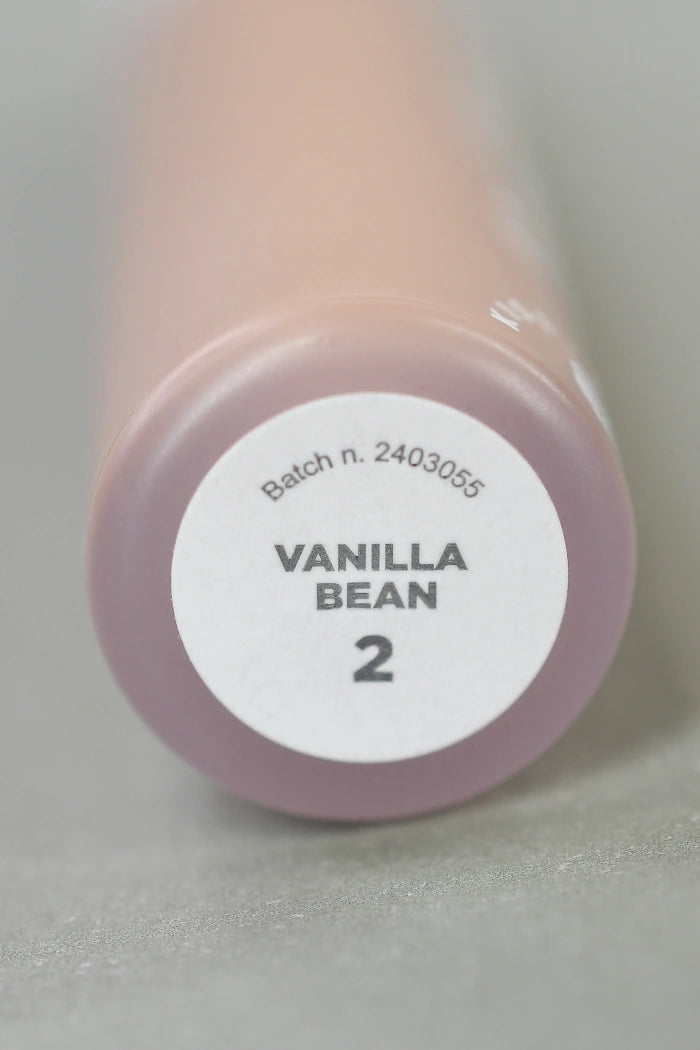 Batch n. 2403055
VANILLA
BEAN
2